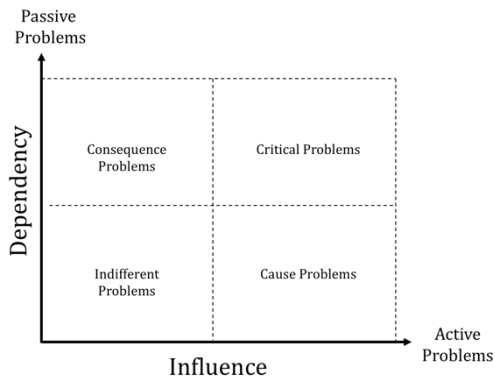 Passive
Problems
Dependency
Consequence
Problems
Critical Problems
Indifferent
Problems
Cause Problems
Influence
Active
Problems